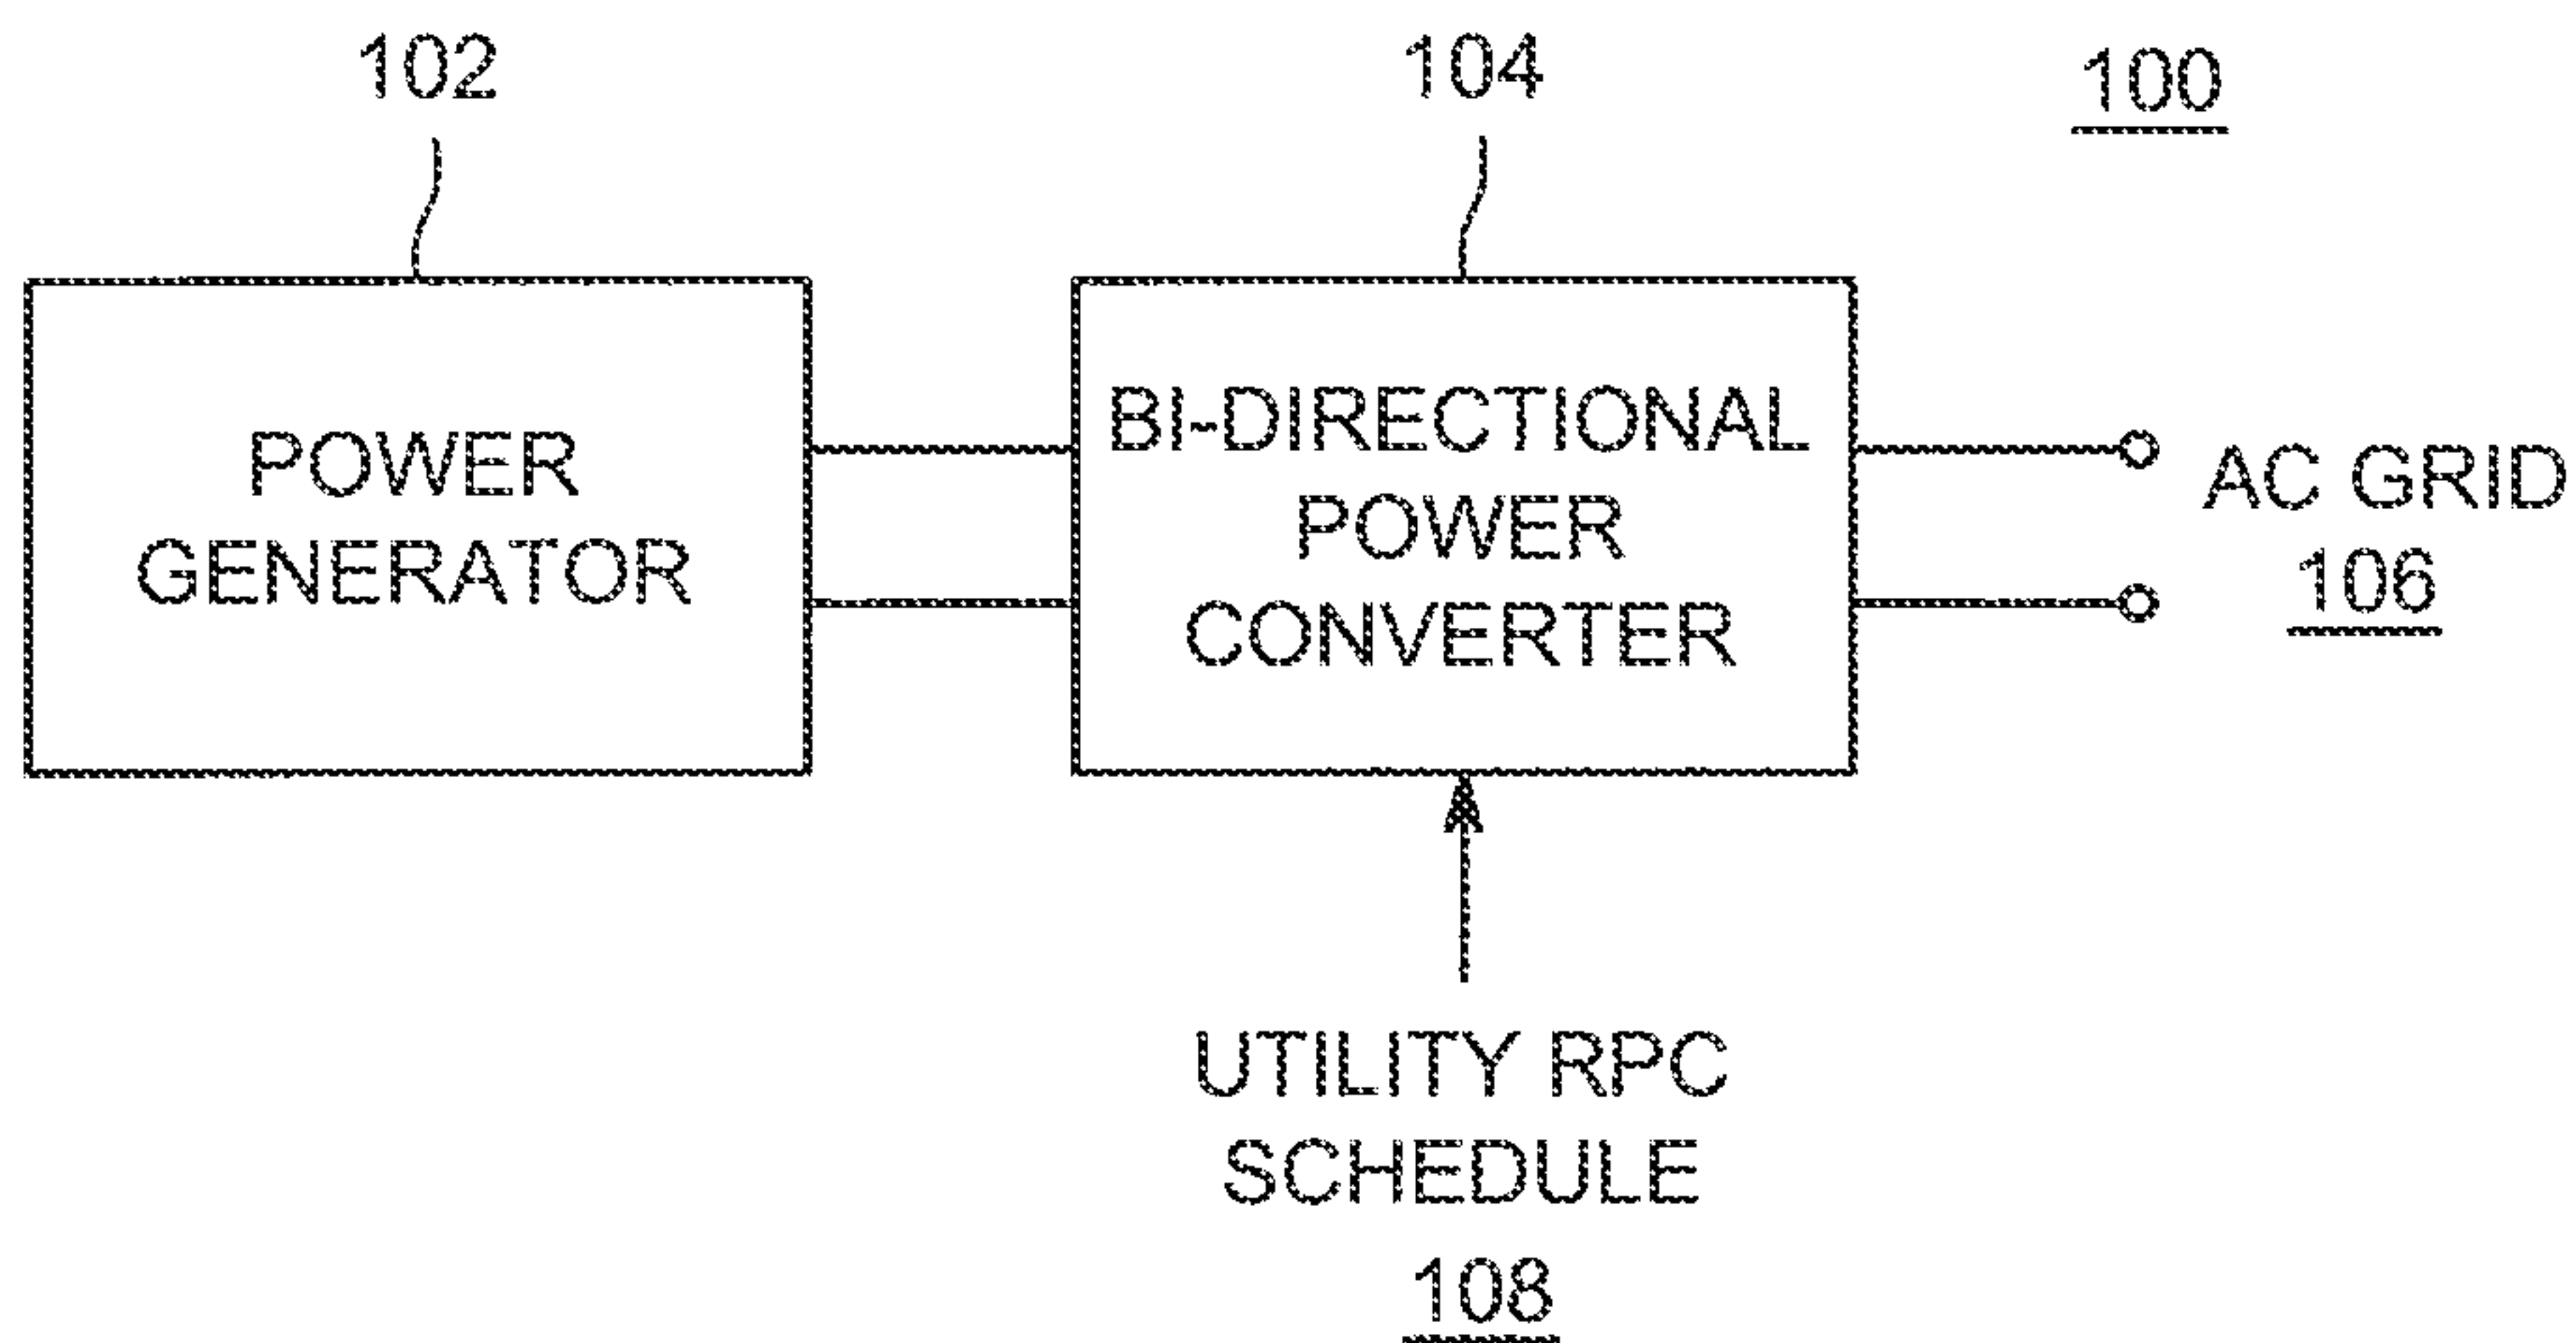 102
104
100
POWER
GENERATOR
BI-DIRECTIONAL
POWER
CONVERTER
AC GRID
106
UTILITY RPC
SCHEDULE
108